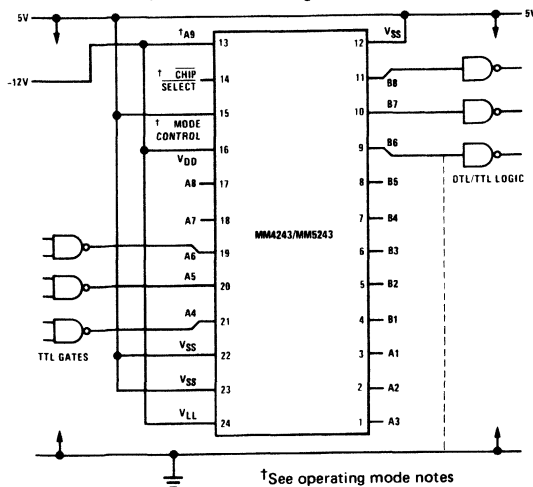 5V
5V
†A9
13
12
VSS
-12V
† CHIP SELECT
14
11
B8
† MODE CONTROL
15
10
B7
VDD
16
9
B6
DTL/TTL LOGIC
A8
17
8
B5
A7
18
7
B4
MM4243/MM5243
A6
19
6
B3
A5
20
5
B2
A4
21
4
B1
TTL GATES
VSS
22
3
A1
VSS
23
2
A2
VLL
24
1
A3
†See operating mode notes